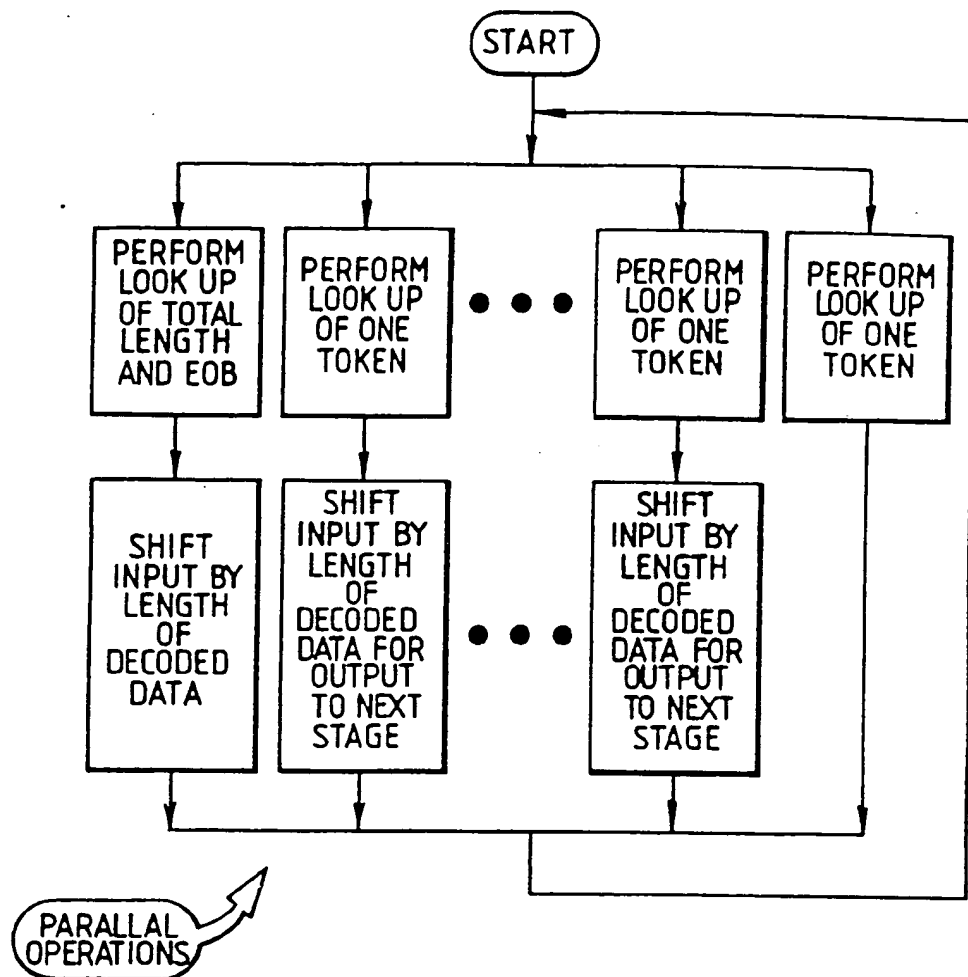 START
PERFORM
LOOK UP
OF TOTAL
LENGTH
AND EOB
PERFORM
LOOK UP
OF ONE
TOKEN
PERFORM
LOOK UP
OF ONE
TOKEN
PERFORM
LOOK UP
OF ONE
TOKEN
SHIFT
INPUT BY
LENGTH
OF
DECODED
DATA
SHIFT
INPUT BY
LENGTH
OF
DECODED
DATA FOR
OUTPUT
TO NEXT
STAGE
SHIFT
INPUT BY
LENGTH
OF
DECODED
DATA FOR
OUTPUT
TO NEXT
STAGE
PARALLAL
OPERATIONS